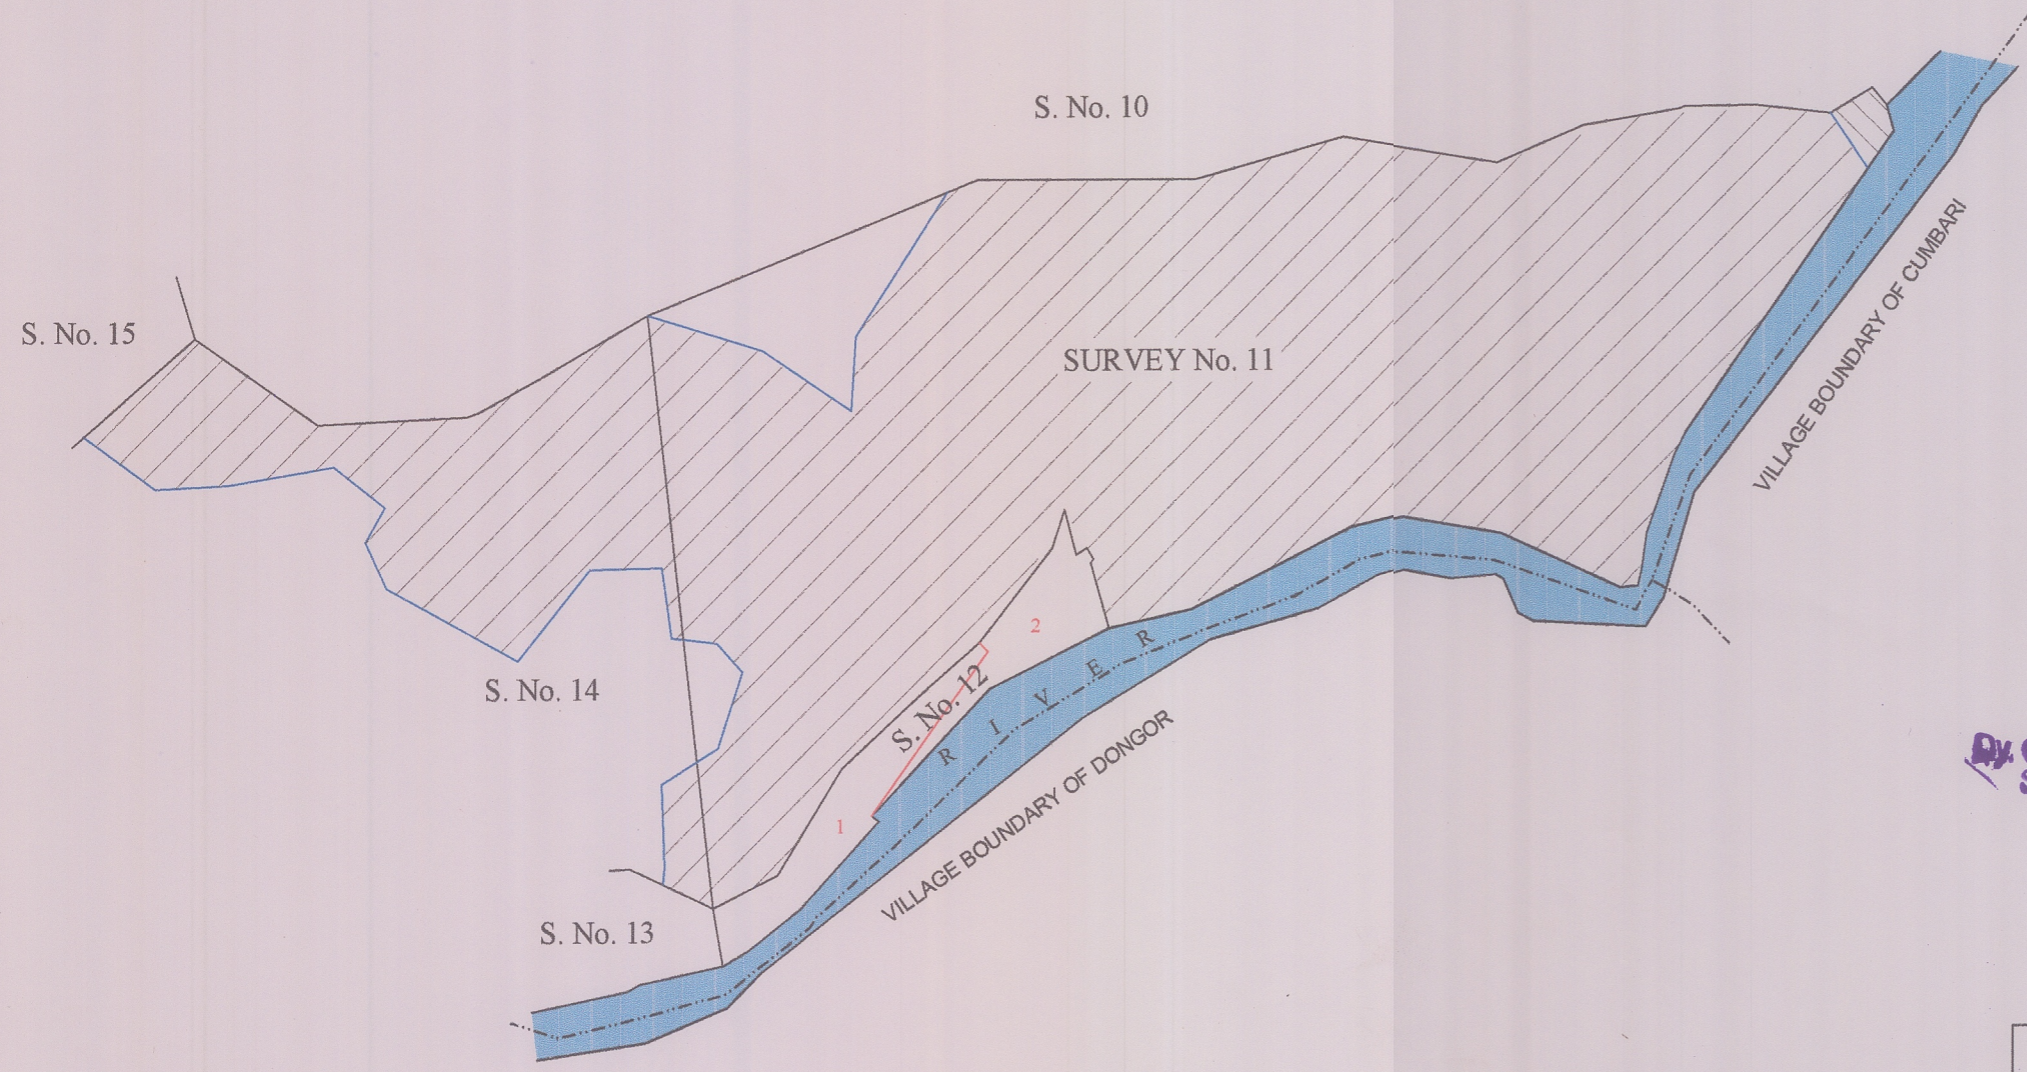 S. No. 10
S. No. 15
SURVEY No. 11
VILLAGE BOUNDARY OF CUMBARI
2
S. No. 14
S. No. 12
R I V E R
VILLAGE BOUNDARY OF DONGOR
Dy.
1
S. No. 13